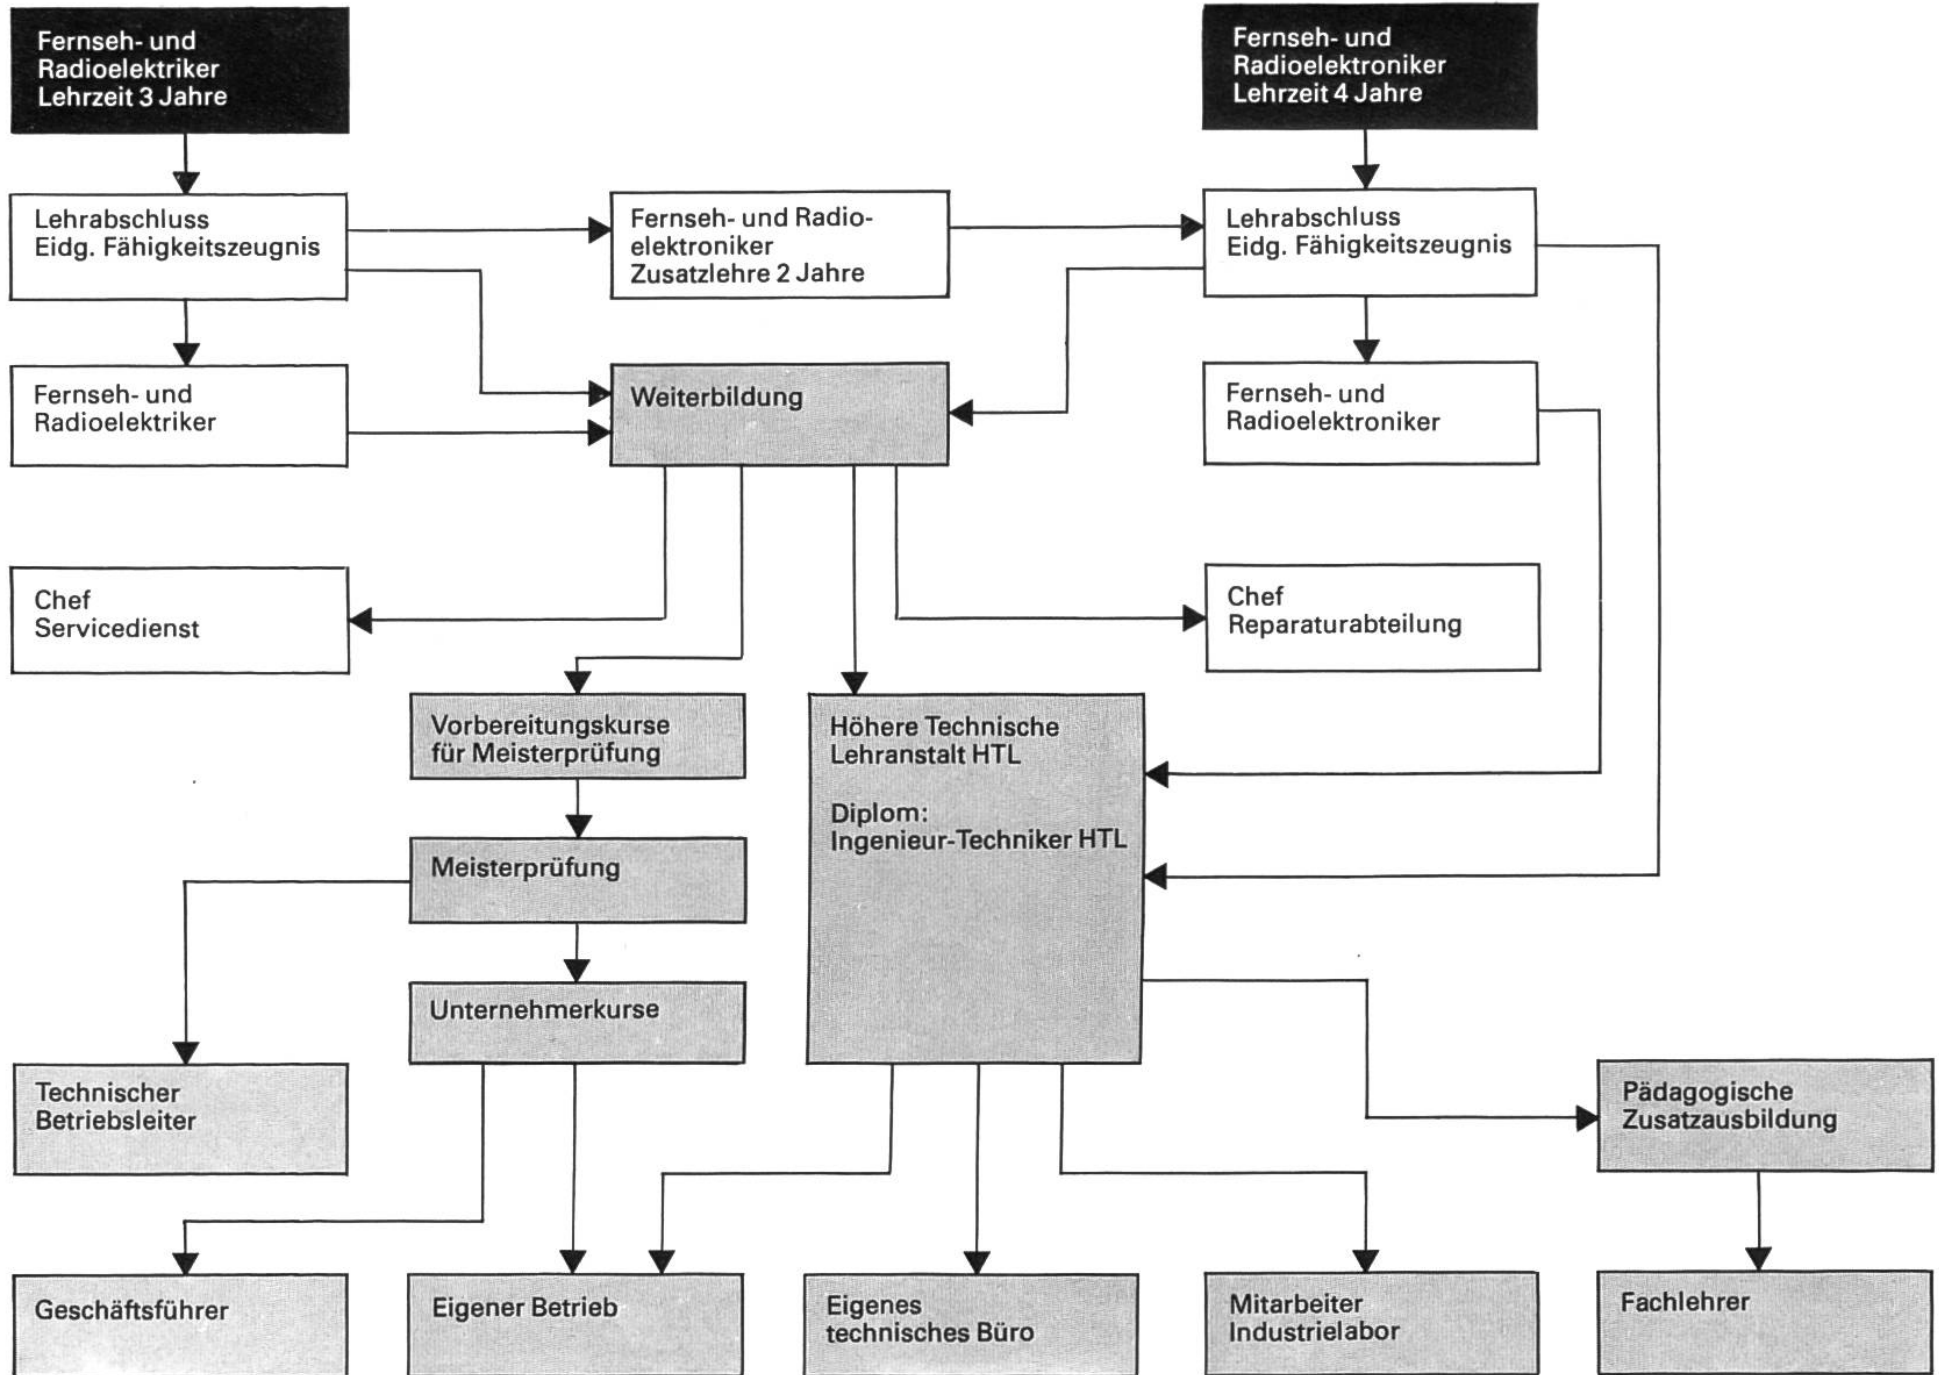 Fernseh- und
Radioelektriker
Lehrzeit 3 Jahre
Fernseh- und
Radioelektroniker
Lehrzeit 4 Jahre
Lehrabschluss
Eidg. Fähigkeitszeugnis
Fernseh- und Radio-
elektroniker
Zusatzlehre 2 Jahre
Lehrabschluss
Eidg. Fähigkeitszeugnis
Fernseh- und
Radioelektriker
Weiterbildung
Fernseh- und
Radioelektroniker
Chef
Servicedienst
Chef
Reparaturabteilung
Vorbereitungskurse
für Meisterprüfung
Höhere Technische
Lehranstalt HTL
Diplom:
Ingenieur-Techniker HTL
Meisterprüfung
Unternehmerkurse
Technischer
Betriebsleiter
Pädagogische
Zusatzausbildung
Geschäftsführer
Eigener Betrieb
Eigenes
technisches Büro
Mitarbeiter
Industrielabor
Fachlehrer